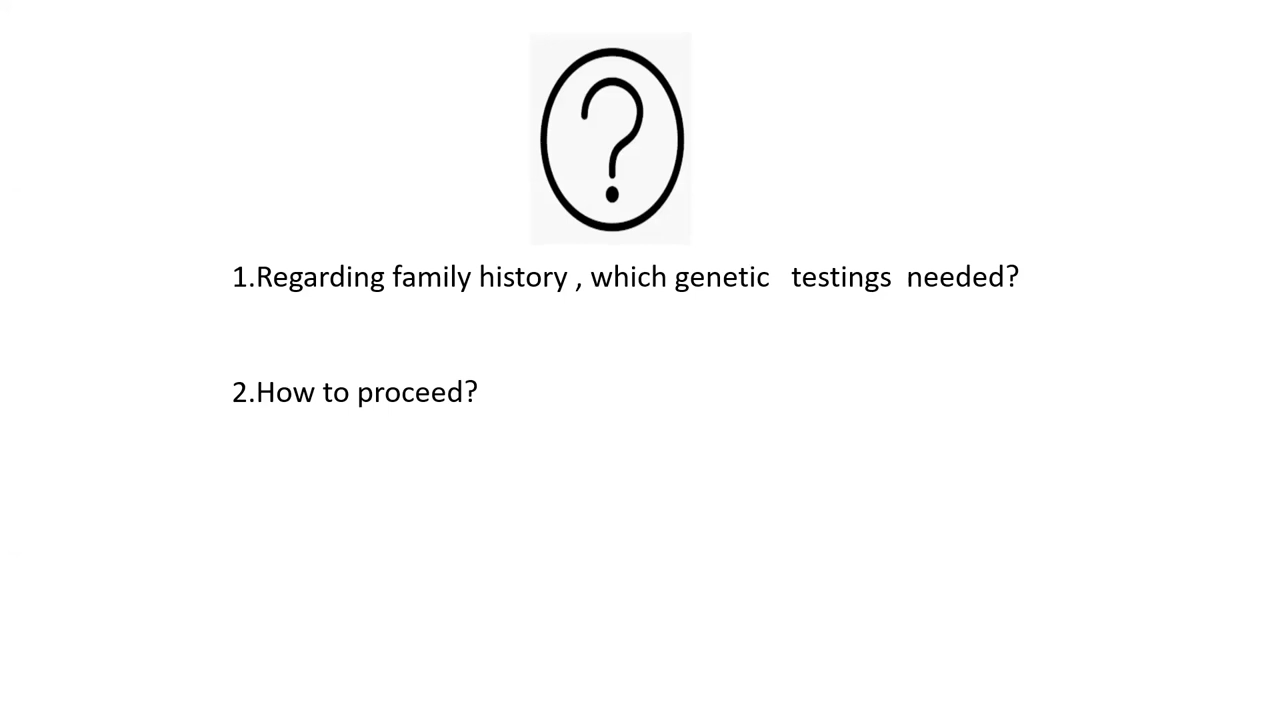 ?
1.Regarding family history , which genetic   testings  needed?
2.How to proceed?